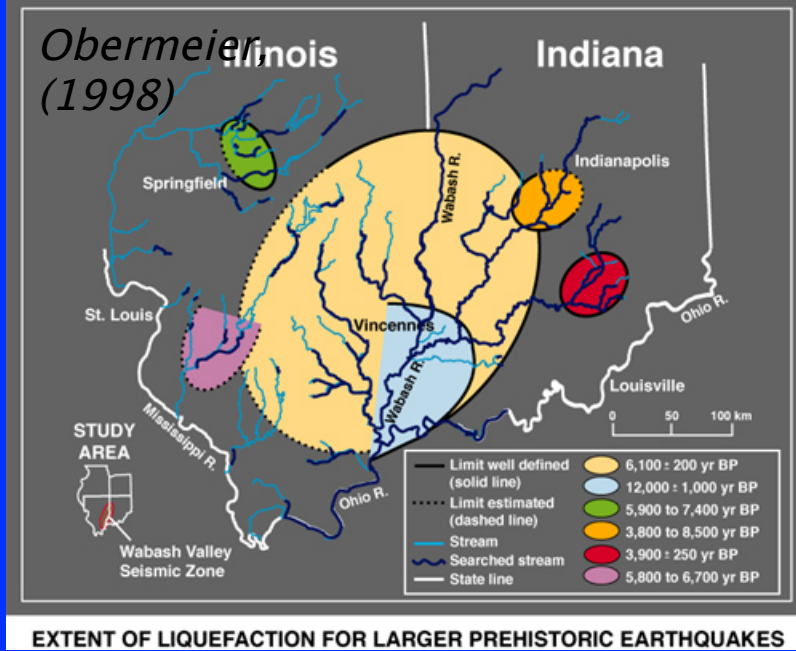 Obermeier,
(1998)
Illinois
Indiana
Springfield
Indianapolis
Wabash R.
St. Louis
Vincennes
Wabash R.
Ohio R.
Louisville
0 50 100 km
Mississippi R.
Ohio R.
STUDY
AREA
Wabash Valley
Seismic Zone
Limit well defined
(solid line)
Limit estimated
(dashed line)
Stream
Searched stream
State line
6,100 ± 200 yr BP
12,000 ± 1,000 yr BP
5,900 to 7,400 yr BP
3,800 to 8,500 yr BP
3,900 ± 250 yr BP
5,800 to 6,700 yr BP
EXTENT OF LIQUEFACTION FOR LARGER PREHISTORIC EARTHQUAKES